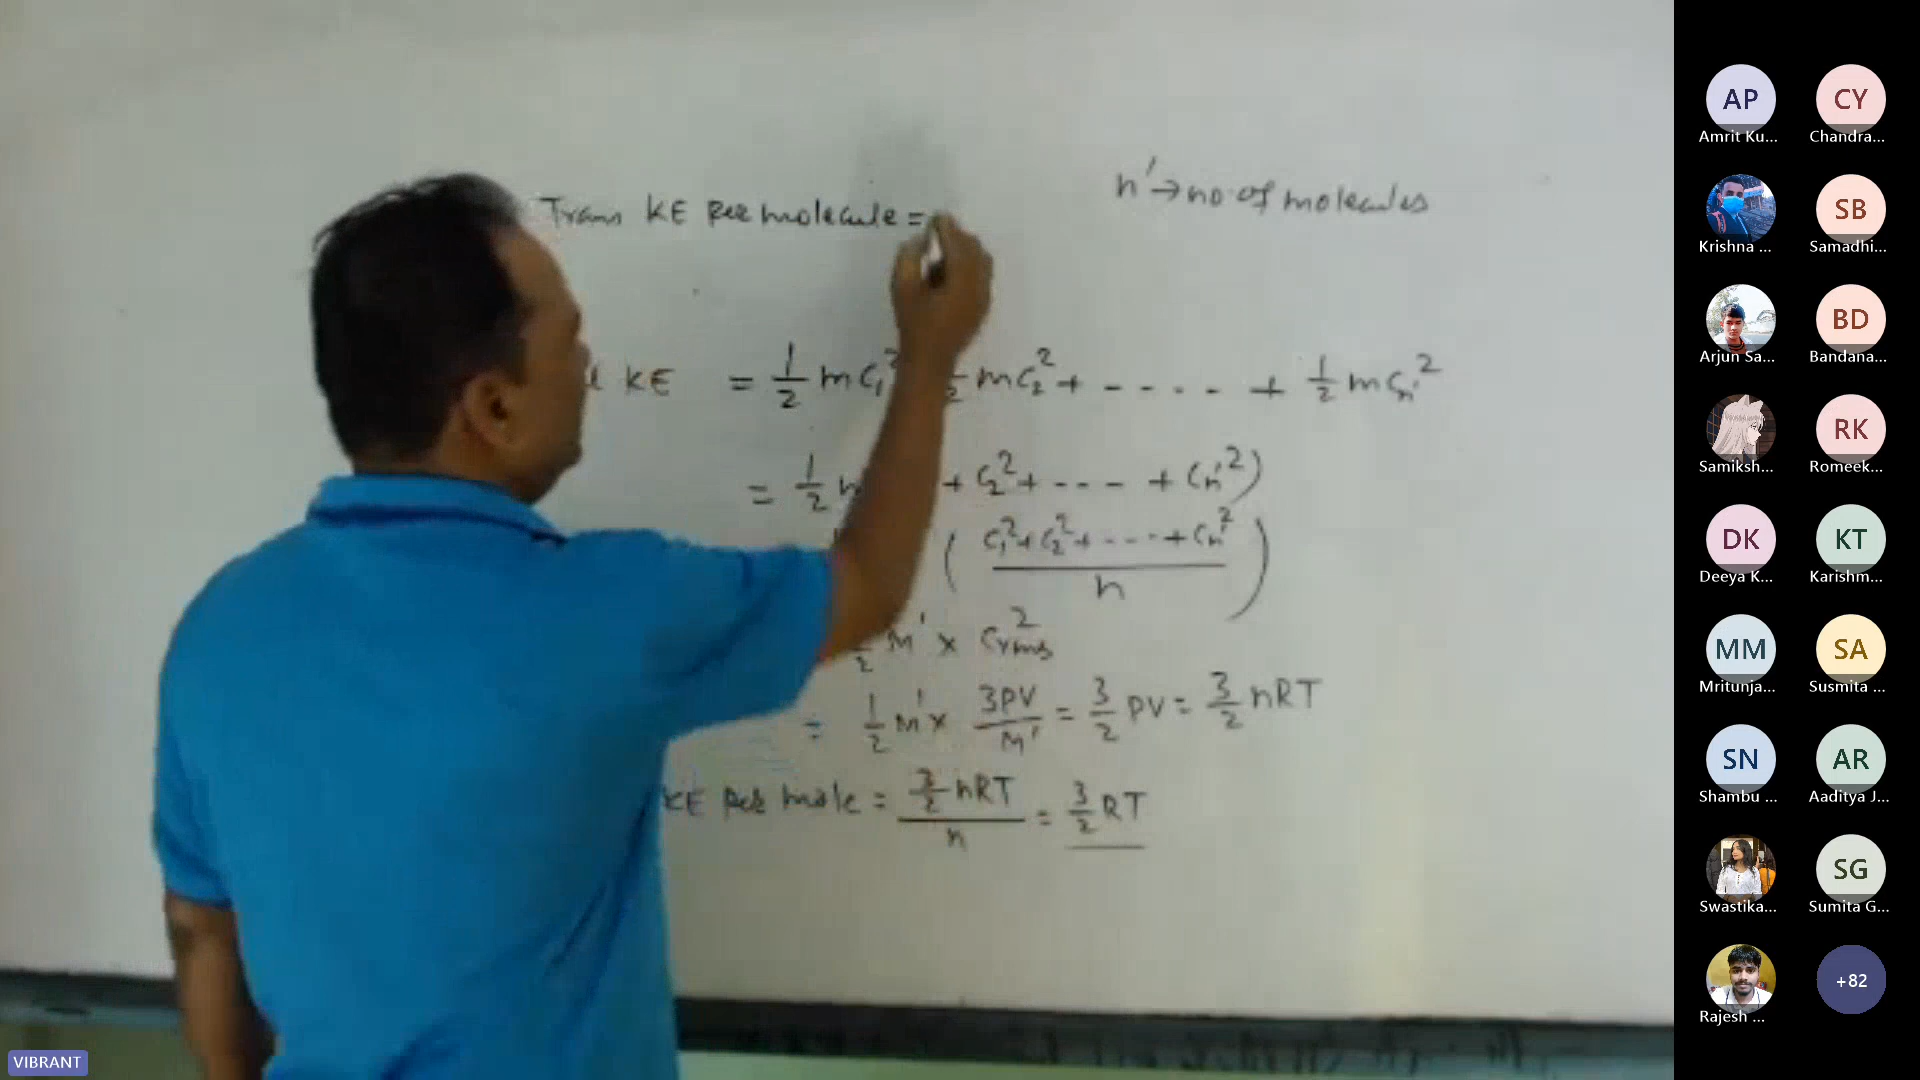 n' → no. of molecules
Trans KE per molecule =
KE = 1/2 mc₁² 1/2 mc₂² + - - - - + 1/2 mcₙ'²
= 1/2 m + c₂² + - - - + cₙ'²)
( c₁² + c₂² + - - - + cₙ'² / n )
1/2 M' × c²rms
= 1/2 M' × 3PV/M' = 3/2 PV = 3/2 nRT
KE per mole = 3/2 nRT / n = 3/2 RT
AP
Amrit Ku...
CY
Chandra...
Krishna ...
SB
Samadhi...
Arjun Sa...
BD
Bandana...
Samiksh...
RK
Romeek...
DK
Deeya K...
KT
Karishm...
MM
Mritunja...
SA
Susmita ...
SN
Shambu ...
AR
Aaditya J...
Swastika...
SG
Sumita G...
Rajesh ...
+82
VIBRANT